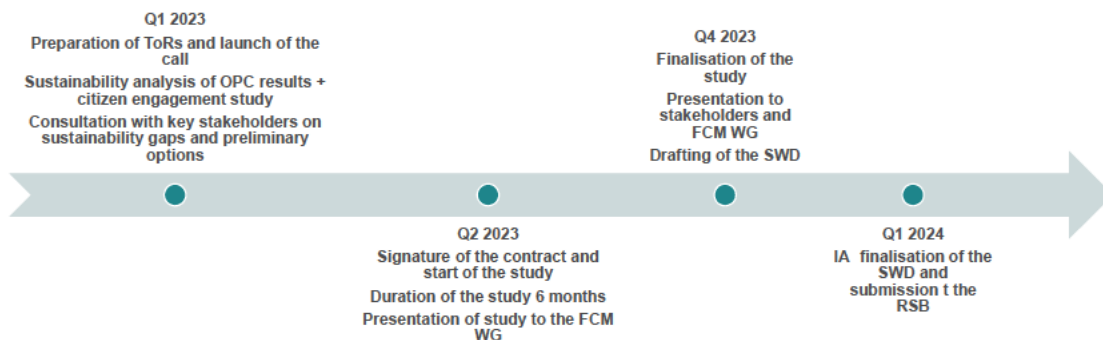 Q1 2023
Preparation of ToRs and launch of the
call
Sustainability analysis of OPC results +
citizen engagement study
Consultation with key stakeholders on
sustainability gaps and preliminary
options
Q2 2023
Signature of the contract and
start of the study
Duration of the study 6 months
Presentation of study to the FCM
WG
Q4 2023
Finalisation of the
study
Presentation to
stakeholders and
FCM WG
Drafting of the SWD
Q1 2024
IA  finalisation of the
SWD and
submission t the
RSB